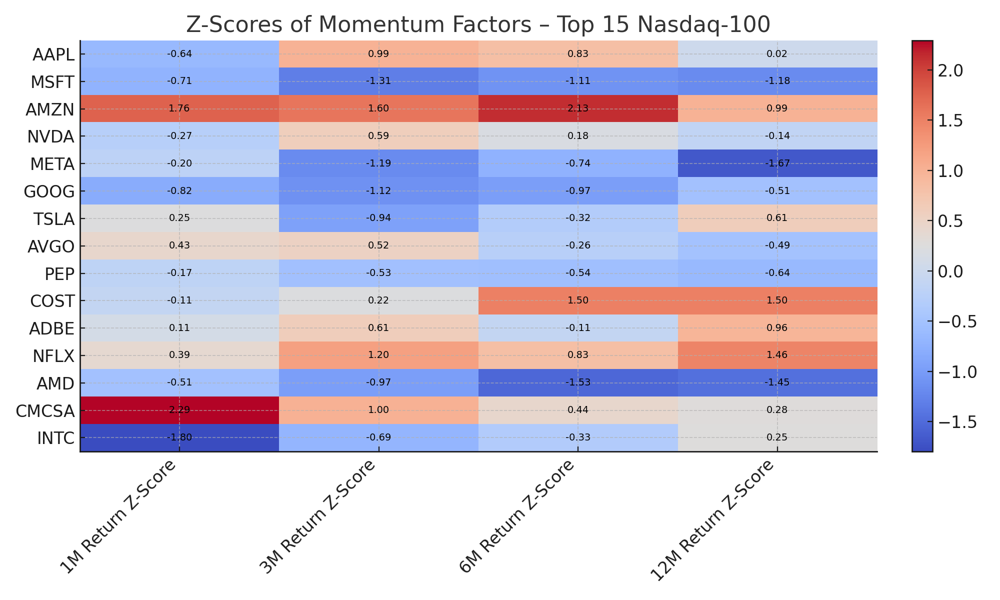 Z-Scores of Momentum Factors – Top 15 Nasdaq-100
AAPL -0.64 0.99 0.83 0.02
MSFT -0.71 -1.31 -1.11 -1.18
AMZN 1.76 1.60 2.13 0.99
NVDA -0.27 0.59 0.18 -0.14
META -0.20 -1.19 -0.74 -1.67
GOOG -0.82 -1.12 -0.97 -0.51
TSLA 0.25 -0.94 -0.32 0.61
AVGO 0.43 0.52 -0.26 -0.49
PEP -0.17 -0.53 -0.54 -0.64
COST -0.11 0.22 1.50 1.50
ADBE 0.11 0.61 -0.11 0.96
NFLX 0.39 1.20 0.83 1.46
AMD -0.51 -0.97 -1.53 -1.45
CMCSA 2.29 1.00 0.44 0.28
INTC -1.80 -0.69 -0.33 0.25
1M Return Z-Score
3M Return Z-Score
6M Return Z-Score
12M Return Z-Score
2.0
1.5
1.0
0.5
0.0
−0.5
−1.0
−1.5